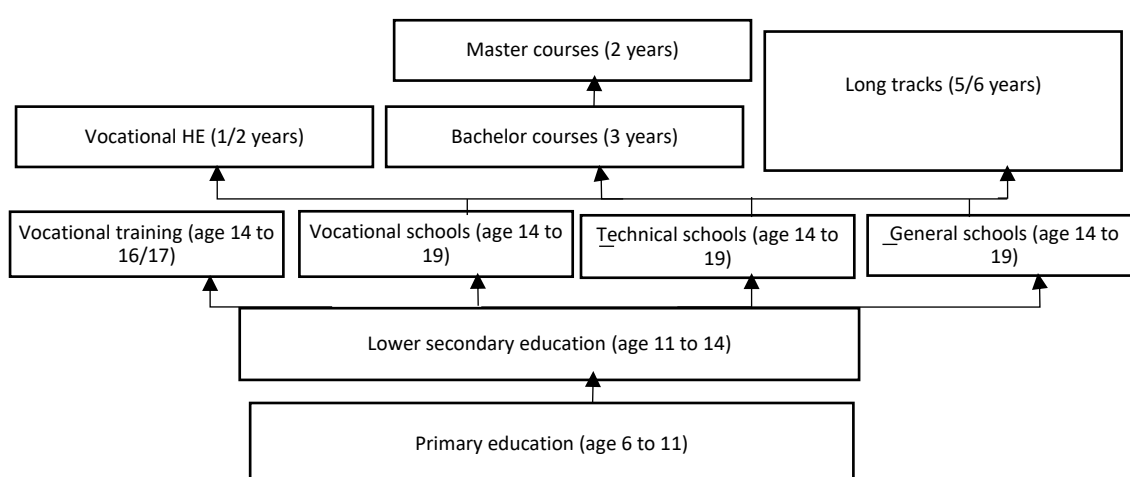 Master courses (2 years)
Long tracks (5/6 years)
Vocational HE (1/2 years)
Bachelor courses (3 years)
Vocational training (age 14 to
16/17)
Vocational schools (age 14 to
19)
Technical schools (age 14 to
19)
General schools (age 14 to
19)
Lower secondary education (age 11 to 14)
Primary education (age 6 to 11)